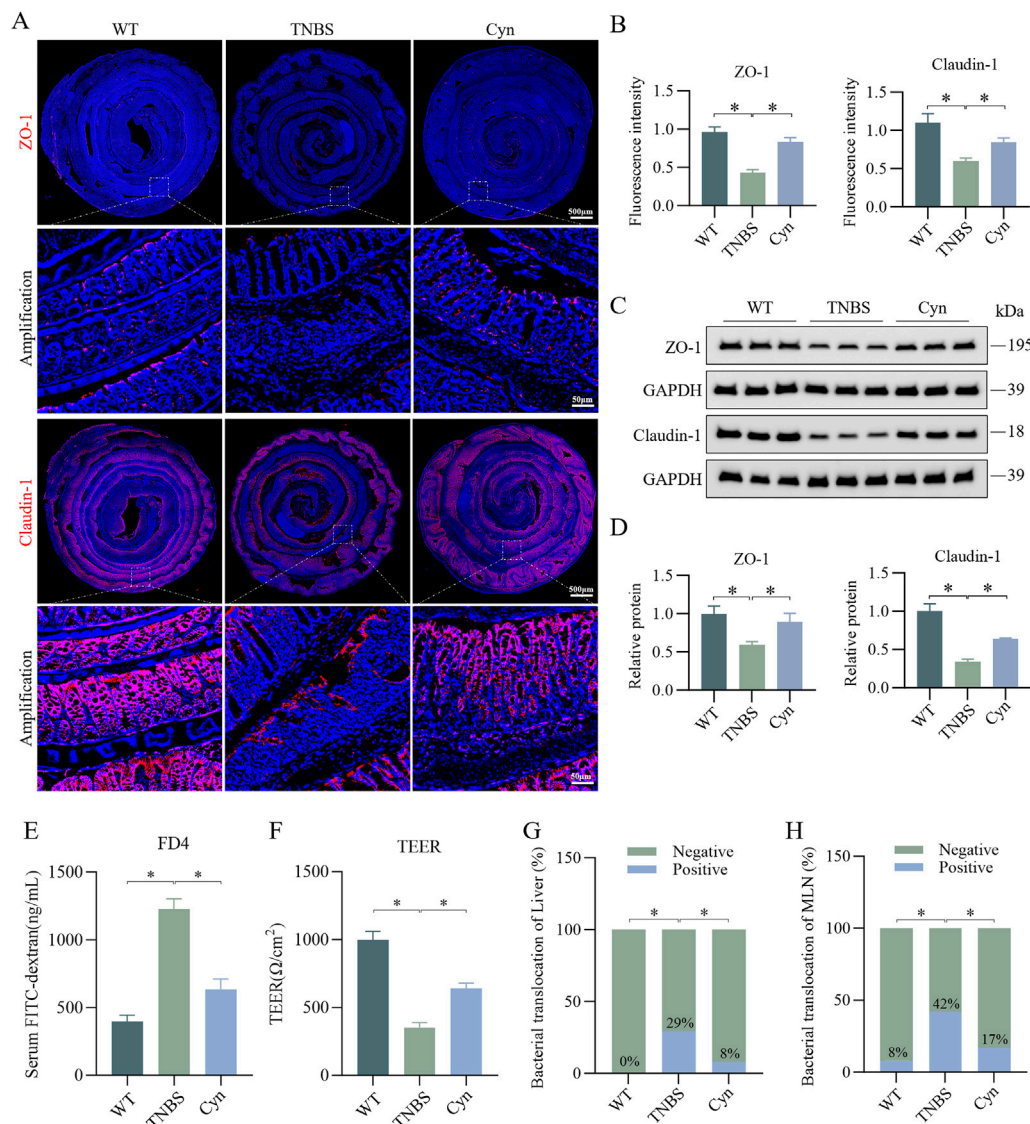 A
WT
TNBS
Cyn
ZO-1
500μm
Amplification
50μm
Claudin-1
500μm
Amplification
50μm
B
ZO-1
Fluorescence intensity
1.5
1.0
0.5
0.0
* *
WT
TNBS
Cyn
Claudin-1
Fluorescence intensity
1.5
1.0
0.5
0.0
* *
WT
TNBS
Cyn
C
WT TNBS Cyn kDa
ZO-1 —195
GAPDH —39
Claudin-1 —18
GAPDH —39
D
ZO-1
Relative protein
1.5
1.0
0.5
0.0
* *
WT
TNBS
Cyn
Claudin-1
Relative protein
1.5
1.0
0.5
0.0
* *
WT
TNBS
Cyn
E
FD4
Serum FITC-dextran(ng/mL)
1500
1000
500
0
* *
WT
TNBS
Cyn
F
TEER
TEER(Ω/cm²)
1500
1000
500
0
* *
WT
TNBS
Cyn
G
Negative
Positive
Bacterial translocation of Liver (%)
150
100
50
0
* *
0%
29%
8%
WT
TNBS
Cyn
H
Negative
Positive
Bacterial translocation of MLN (%)
150
100
50
0
* *
8%
42%
17%
WT
TNBS
Cyn